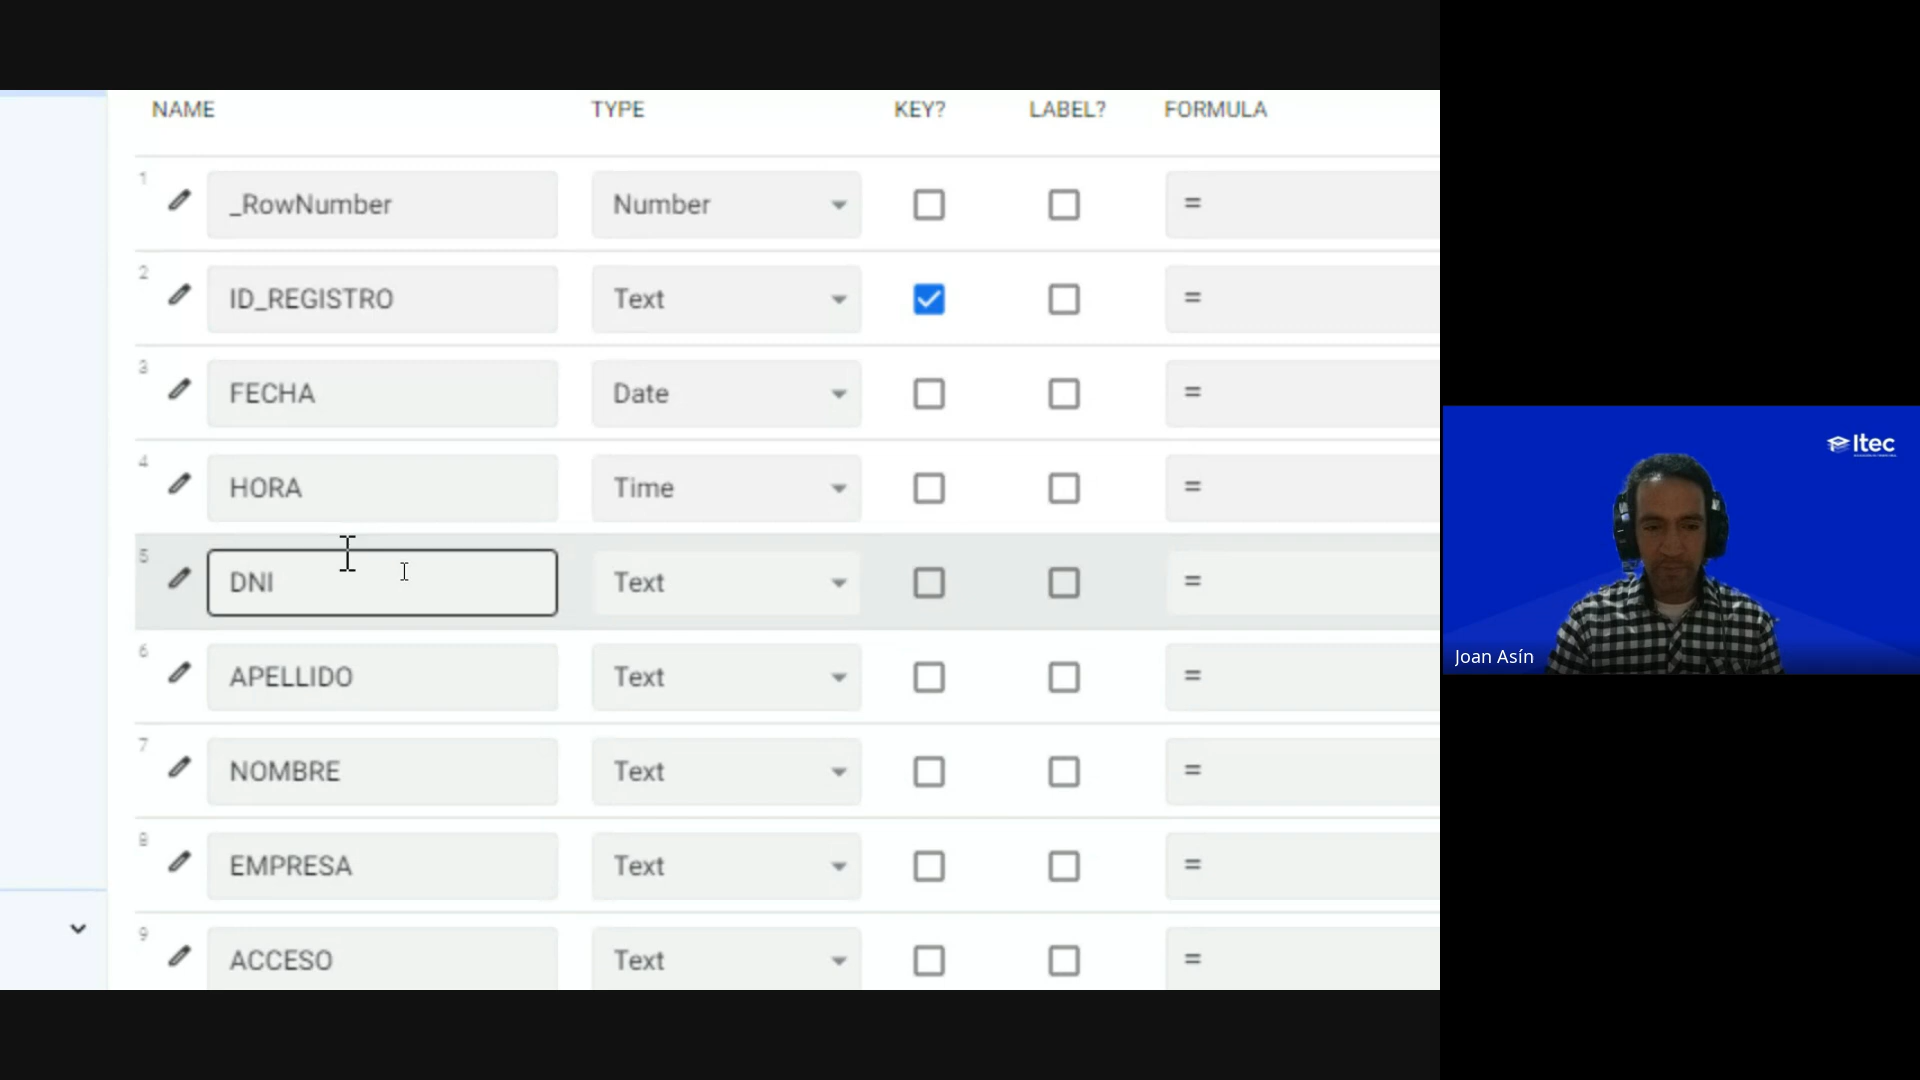 NAME TYPE KEY? LABEL? FORMULA
1 _RowNumber Number =
2 ID_REGISTRO Text =
3 FECHA Date =
4 HORA Time =
5 DNI Text =
6 APELLIDO Text =
7 NOMBRE Text =
8 EMPRESA Text =
9 ACCESO Text =
Itec
Joan Asín